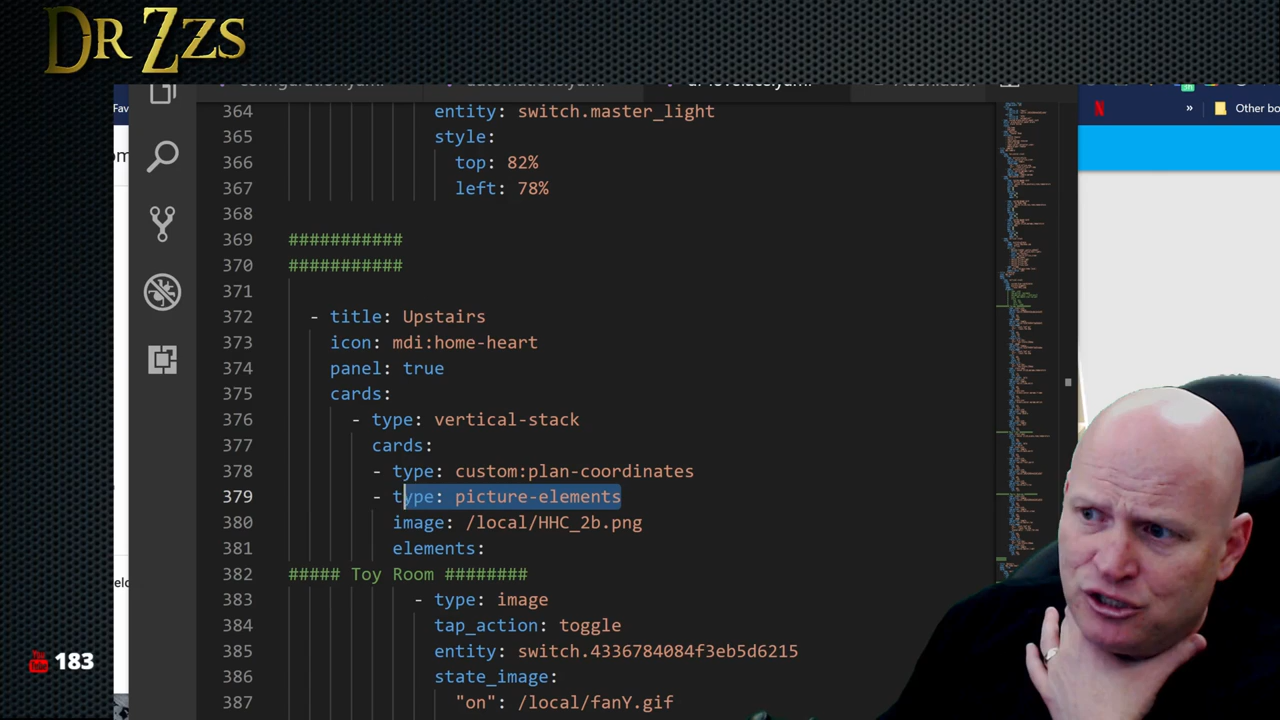 DR ZZS
Fav
Other bo
364 entity: switch.master_light
365 style:
366 top: 82%
367 left: 78%
368
369 ###########
370 ###########
371
372 - title: Upstairs
373 icon: mdi:home-heart
374 panel: true
375 cards:
376 - type: vertical-stack
377 cards:
378 - type: custom:plan-coordinates
379 - type: picture-elements
380 image: /local/HHC_2b.png
381 elements:
382 ##### Toy Room ########
383 - type: image
384 tap_action: toggle
385 entity: switch.4336784084f3eb5d6215
386 state_image:
387 "on": /local/fanY.gif
183